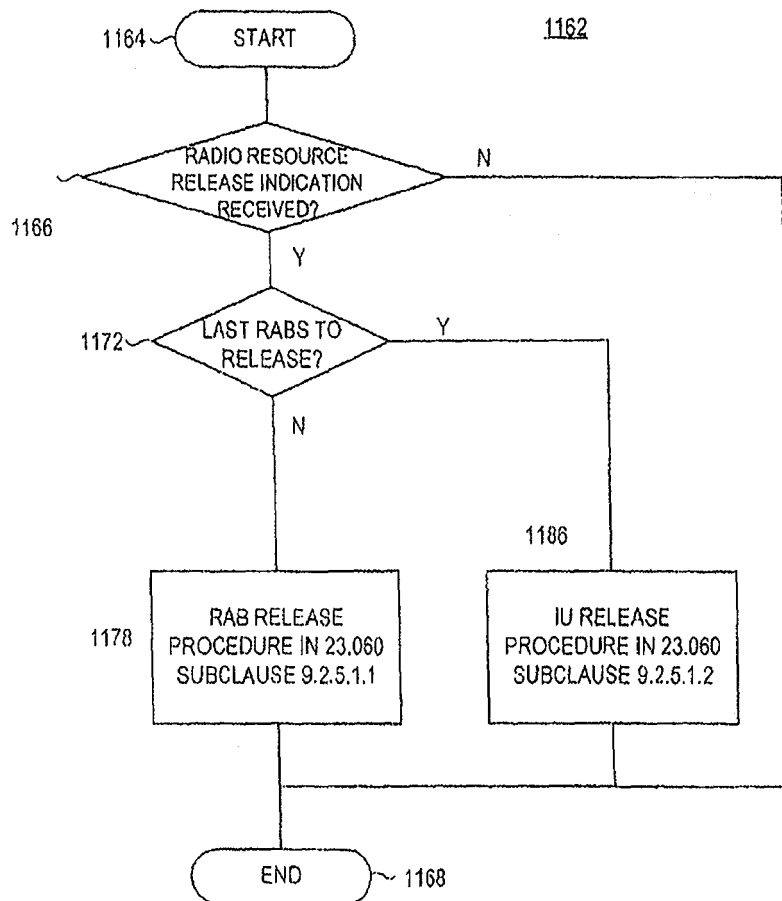 1164
START
1162
RADIO RESOURCE
RELEASE INDICATION
RECEIVED?
N
1166
Y
1172
LAST RABS TO
RELEASE?
Y
N
1186
1178
RAB RELEASE
PROCEDURE IN 23.060
SUBCLAUSE 9.2.5.1.1
IU RELEASE
PROCEDURE IN 23.060
SUBCLAUSE 9.2.5.1.2
END
1168